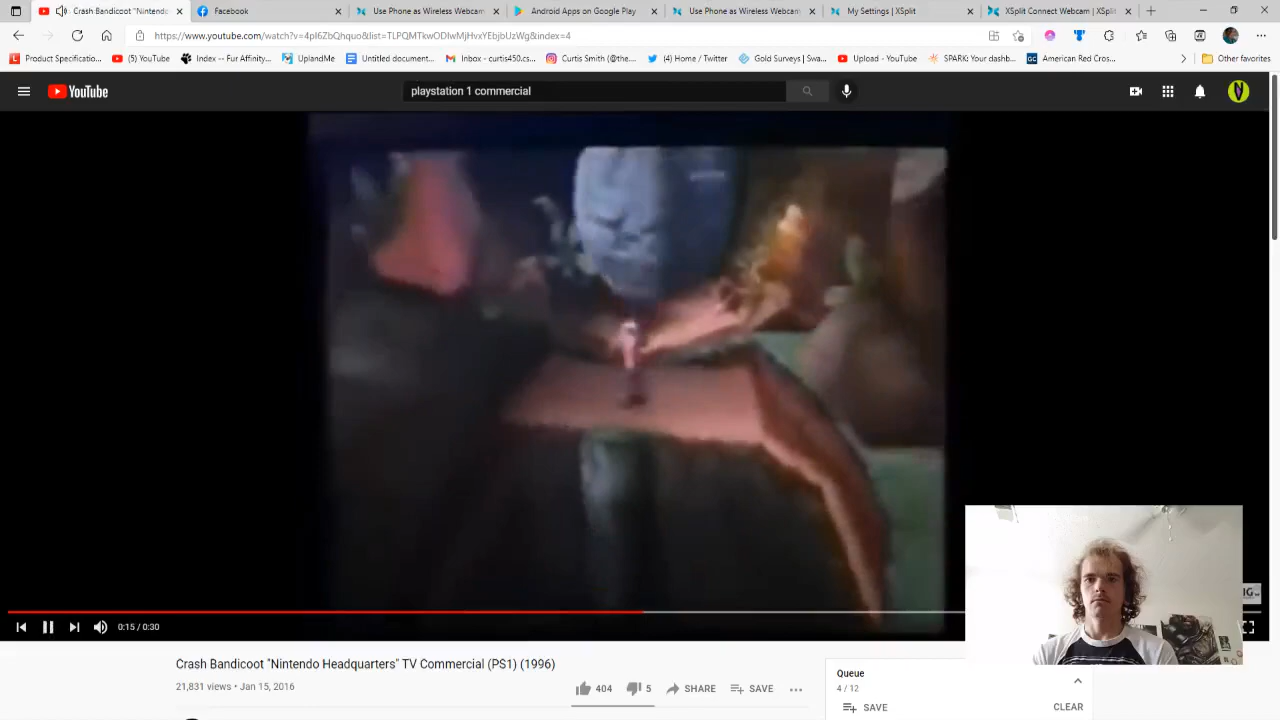 Crash Bandicoot "Nintendo
Facebook
Use Phone as Wireless Webcam
Android Apps on Google Play
Use Phone as Wireless Webcam
My Settings | XSplit
XSplit Connect Webcam | XSplit
https://www.youtube.com/watch?v=4pI6ZbQhquo&list=TLPQMTkwODIwMjHvxYEbjbUzWg&index=4
Product Specificatio...
(5) YouTube
Index -- Fur Affinity...
UplandMe
Untitled document...
Inbox - curtis450.cs...
Curtis Smith (@the...
(4) Home / Twitter
Gold Surveys | Swa...
Upload - YouTube
SPARK: Your dashb...
American Red Cros...
Other favorites
YouTube
playstation 1 commercial
0:15 / 0:30
Crash Bandicoot "Nintendo Headquarters" TV Commercial (PS1) (1996)
21,831 views • Jan 15, 2016
404
5
SHARE
SAVE
Queue
4 / 12
SAVE
CLEAR